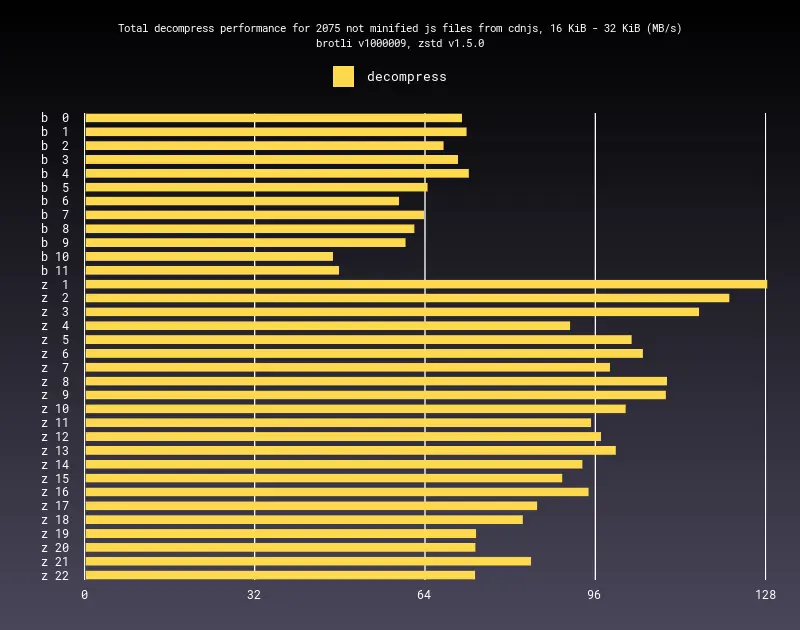 Total decompress performance for 2075 not minified js files from cdnjs, 16 KiB - 32 KiB (MB/s)
brotli v1000009, zstd v1.5.0
decompress
b 0
b 1
b 2
b 3
b 4
b 5
b 6
b 7
b 8
b 9
b 10
b 11
z 1
z 2
z 3
z 4
z 5
z 6
z 7
z 8
z 9
z 10
z 11
z 12
z 13
z 14
z 15
z 16
z 17
z 18
z 19
z 20
z 21
z 22
0 32 64 96 128